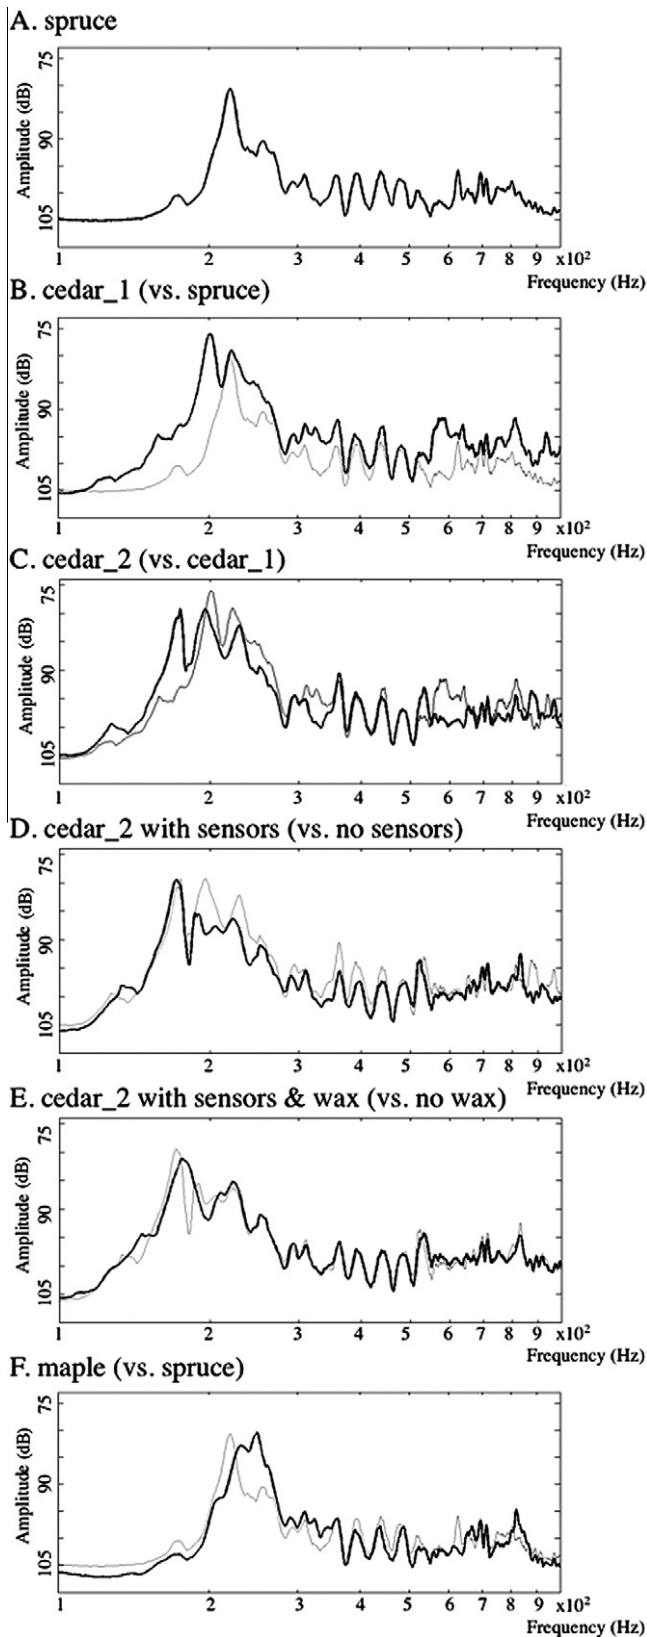 A. spruce
Amplitude (dB)
75
90
105
1 2 3 4 5 6 7 8 9 x10²
Frequency (Hz)
B. cedar_1 (vs. spruce)
Amplitude (dB)
75
90
105
1 2 3 4 5 6 7 8 9 x10²
Frequency (Hz)
C. cedar_2 (vs. cedar_1)
Amplitude (dB)
75
90
105
1 2 3 4 5 6 7 8 9 x10²
Frequency (Hz)
D. cedar_2 with sensors (vs. no sensors)
Amplitude (dB)
75
90
105
1 2 3 4 5 6 7 8 9 x10²
Frequency (Hz)
E. cedar_2 with sensors & wax (vs. no wax)
Amplitude (dB)
75
90
105
1 2 3 4 5 6 7 8 9 x10²
Frequency (Hz)
F. maple (vs. spruce)
Amplitude (dB)
75
90
105
1 2 3 4 5 6 7 8 9 x10²
Frequency (Hz)